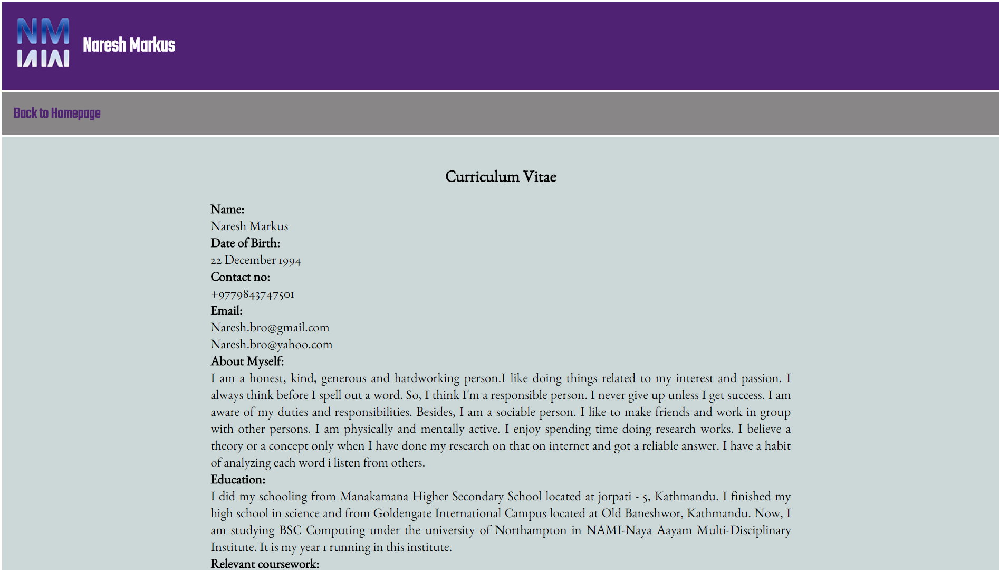 NM
Naresh Markus
Back to Homepage
Curriculum Vitae
Name:
Naresh Markus
Date of Birth:
22 December 1994
Contact no:
+9779843747501
Email:
Naresh.bro@gmail.com
Naresh.bro@yahoo.com
About Myself:
I am a honest, kind, generous and hardworking person.I like doing things related to my interest and passion. I
always think before I spell out a word. So, I think I'm a responsible person. I never give up unless I get success. I am
aware of my duties and responsibilities. Besides, I am a sociable person. I like to make friends and work in group
with other persons. I am physically and mentally active. I enjoy spending time doing research works. I believe a
theory or a concept only when I have done my research on that on internet and got a reliable answer. I have a habit
of analyzing each word i listen from others.
Education:
I did my schooling from Manakamana Higher Secondary School located at jorpati - 5, Kathmandu. I finished my
high school in science and from Goldengate International Campus located at Old Baneshwor, Kathmandu. Now, I
am studying BSC Computing under the university of Northampton in NAMI-Naya Aayam Multi-Disciplinary
Institute. It is my year 1 running in this institute.
Relevant coursework: